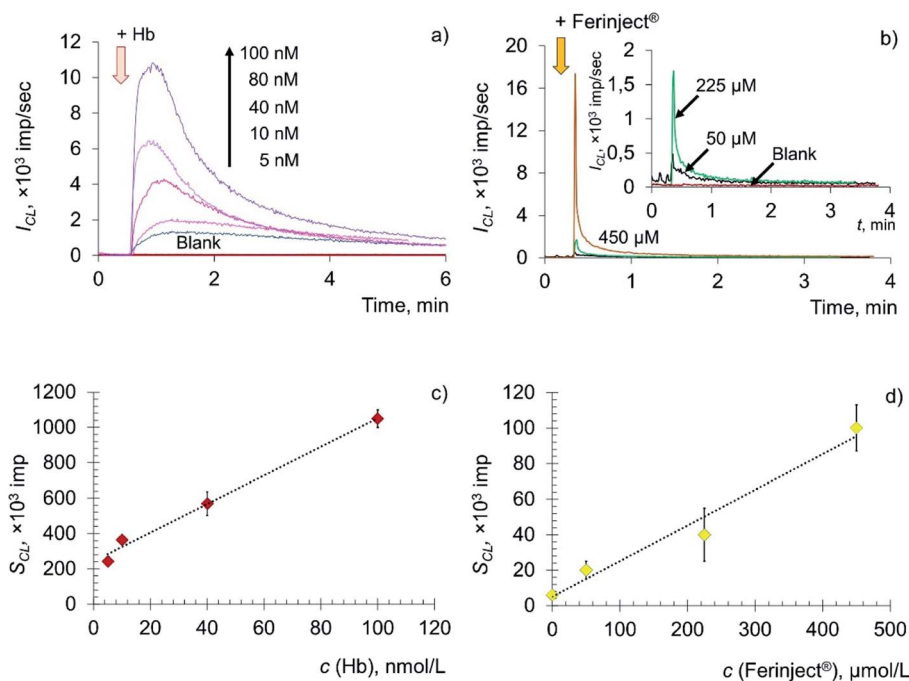 + Hb
a)
12
10
8
6
4
2
0
I_CL, ×10³ imp/sec
100 nM
80 nM
40 nM
10 nM
5 nM
Blank
0
2
4
6
Time, min
+ Ferinject®
b)
20
16
12
8
4
0
I_CL, ×10³ imp/sec
450 µM
0
1
2
3
4
Time, min
2
1,5
1
0,5
0
I_CL, ×10³ imp/sec
225 µM
50 µM
Blank
0
1
2
3
4
t, min
c)
1200
1000
800
600
400
200
0
S_CL, ×10³ imp
0
20
40
60
80
100
120
c (Hb), nmol/L
d)
120
100
80
60
40
20
0
S_CL, ×10³ imp
0
100
200
300
400
500
c (Ferinject®), µmol/L